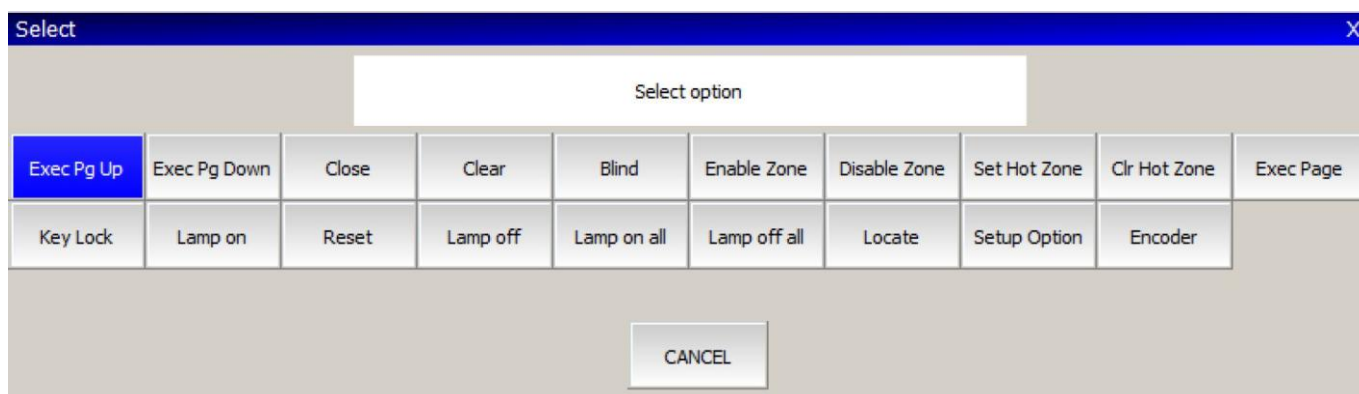 Select X
Select option
Exec Pg Up Exec Pg Down Close Clear Blind Enable Zone Disable Zone Set Hot Zone Clr Hot Zone Exec Page
Key Lock Lamp on Reset Lamp off Lamp on all Lamp off all Locate Setup Option Encoder
CANCEL